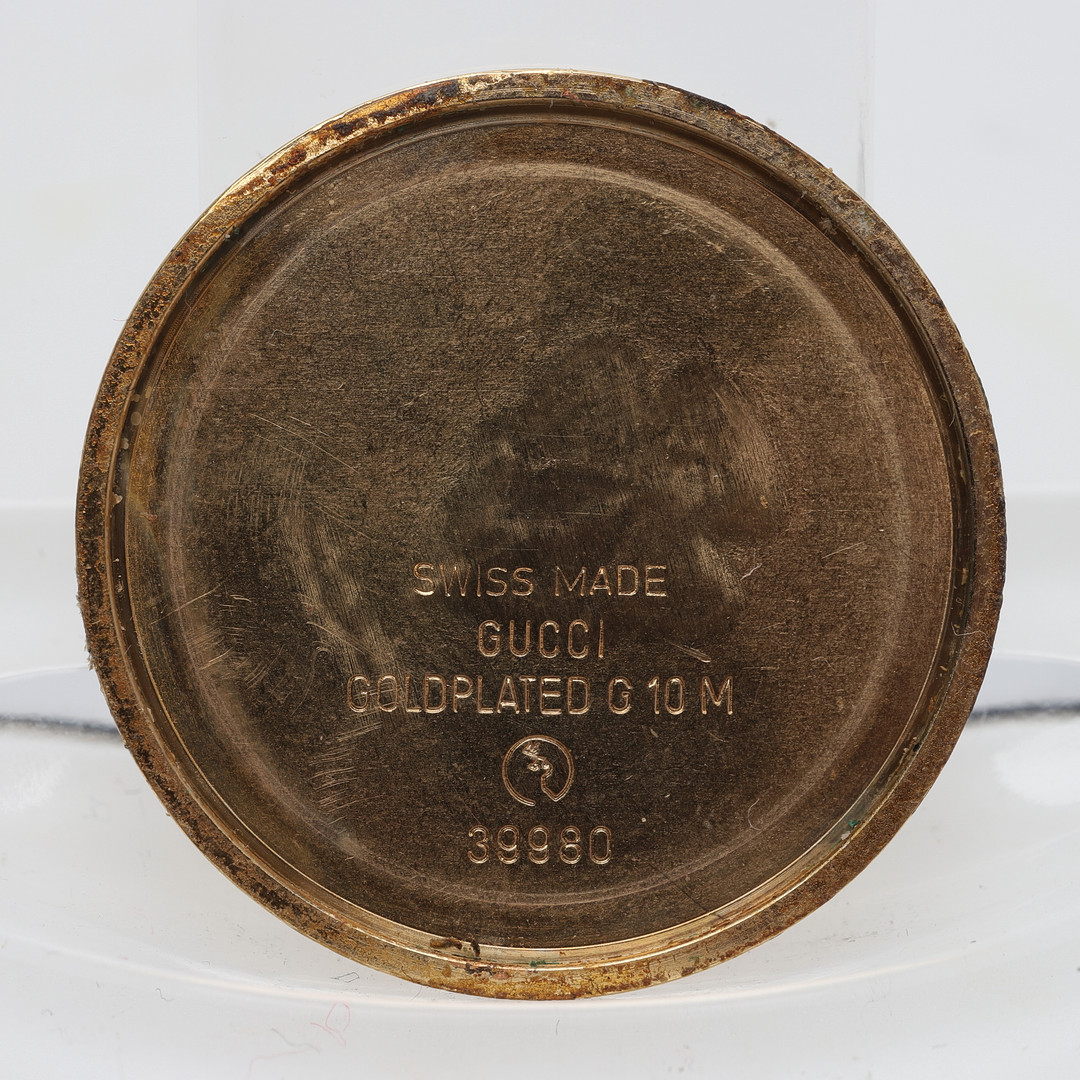 SWISS MADE
GUCCI
GOLDPLATED G 10 M
39980